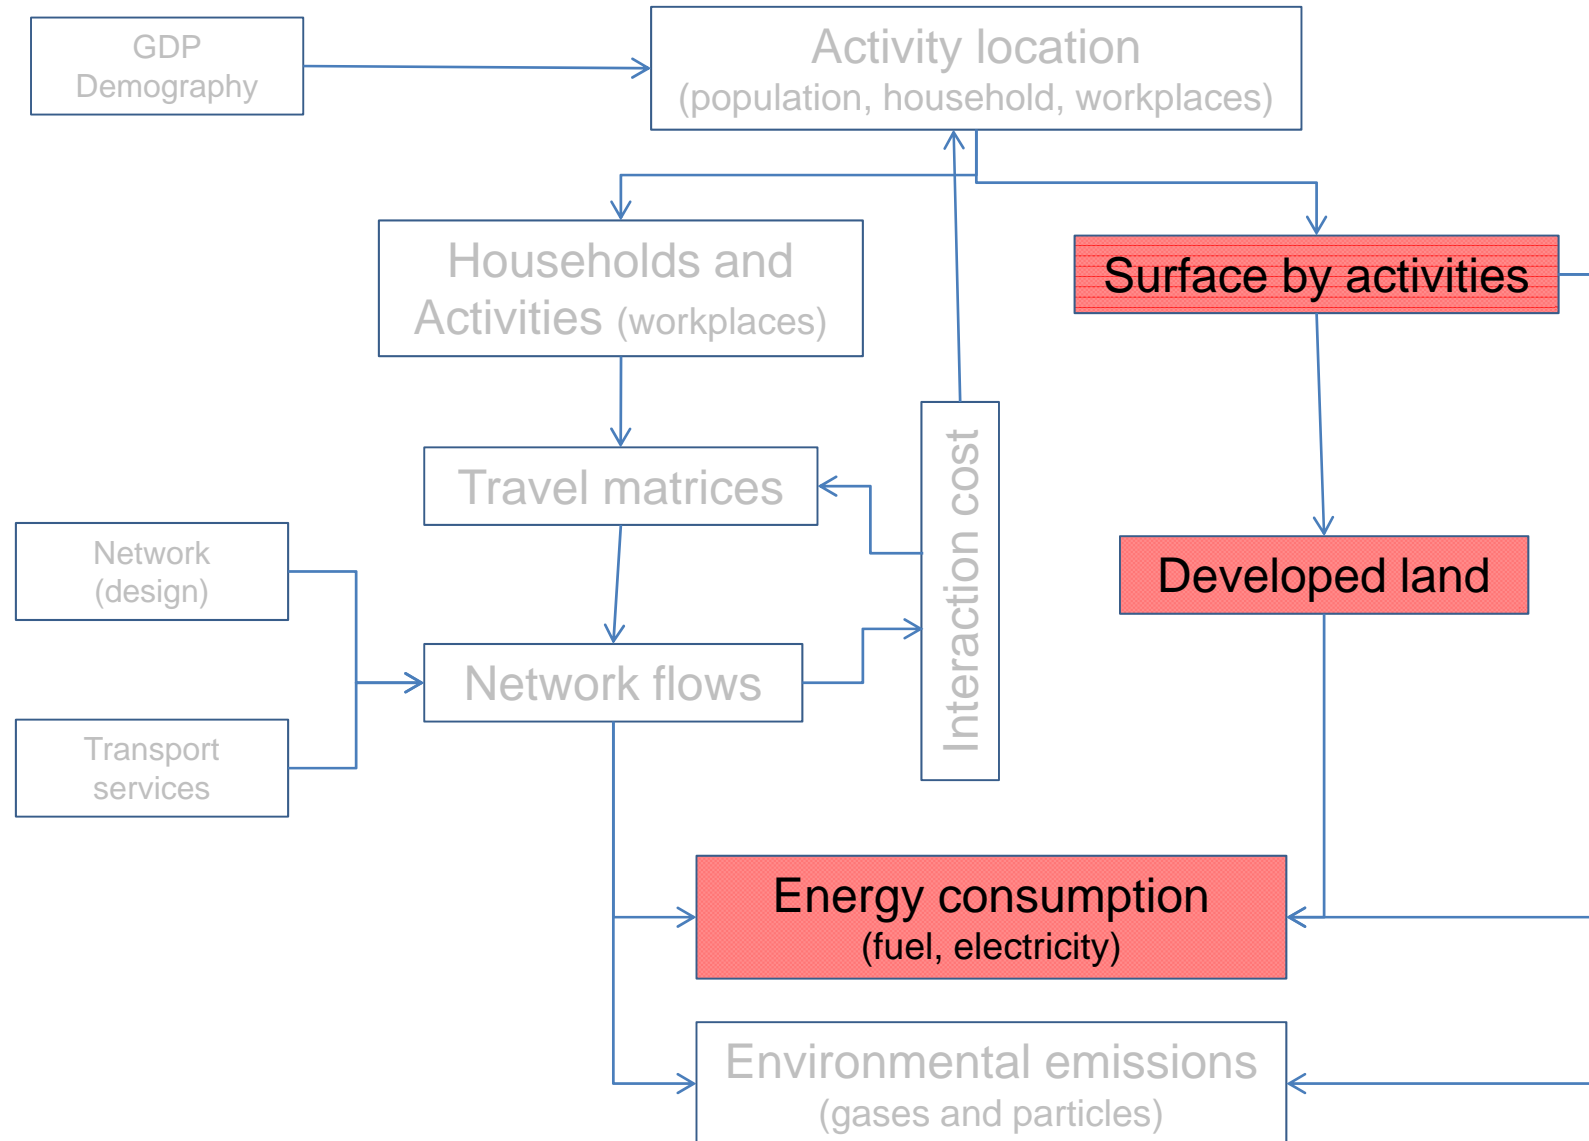 GDP
Demography
Activity location
(population, household, workplaces)
Households and
Activities (workplaces)
Surface by activities
Travel matrices
Interaction cost
Network
(design)
Developed land
Network flows
Transport
services
Energy consumption
(fuel, electricity)
Environmental emissions
(gases and particles)